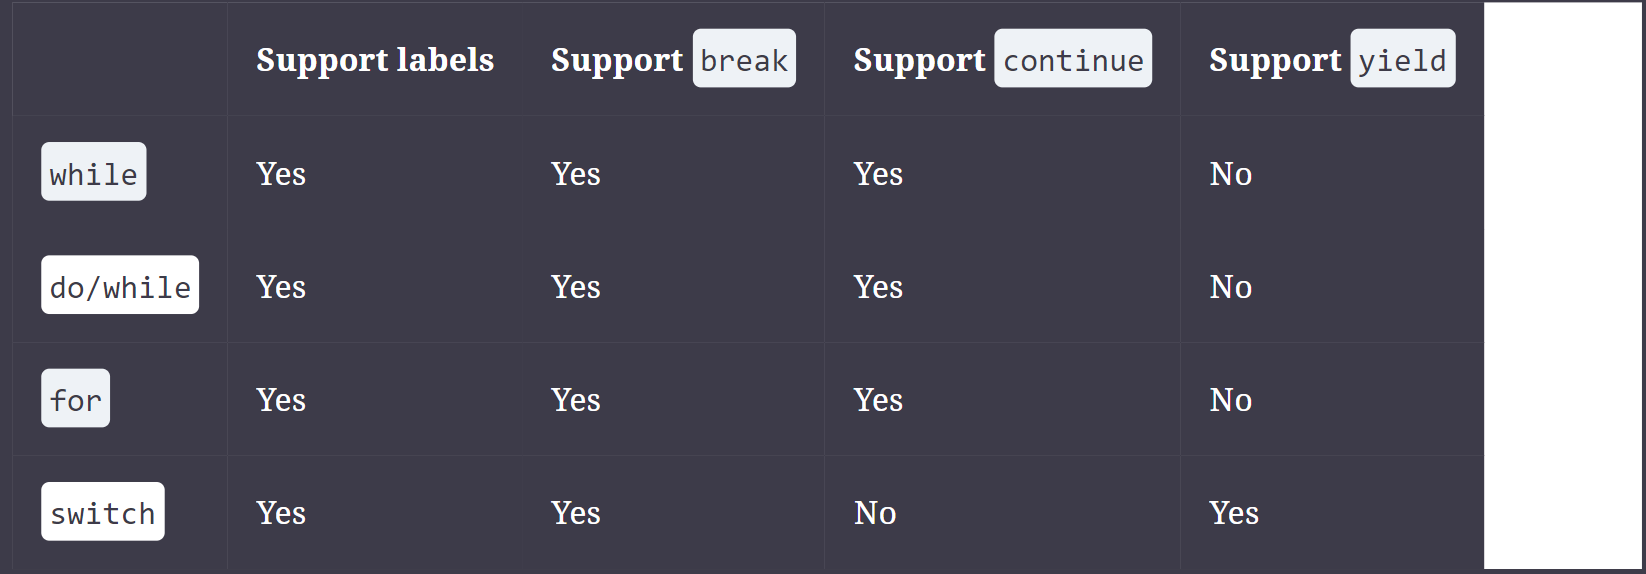 Support labels Support break Support continue Support yield
while Yes Yes Yes No
do/while Yes Yes Yes No
for Yes Yes Yes No
switch Yes Yes No Yes